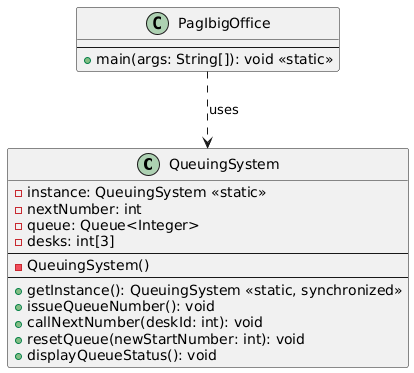 C PagIbigOffice
main(args: String[]): void «static»
uses
C QueuingSystem
instance: QueuingSystem «static»
nextNumber: int
queue: Queue<Integer>
desks: int[3]
QueuingSystem()
getInstance(): QueuingSystem «static, synchronized»
issueQueueNumber(): void
callNextNumber(deskId: int): void
resetQueue(newStartNumber: int): void
displayQueueStatus(): void